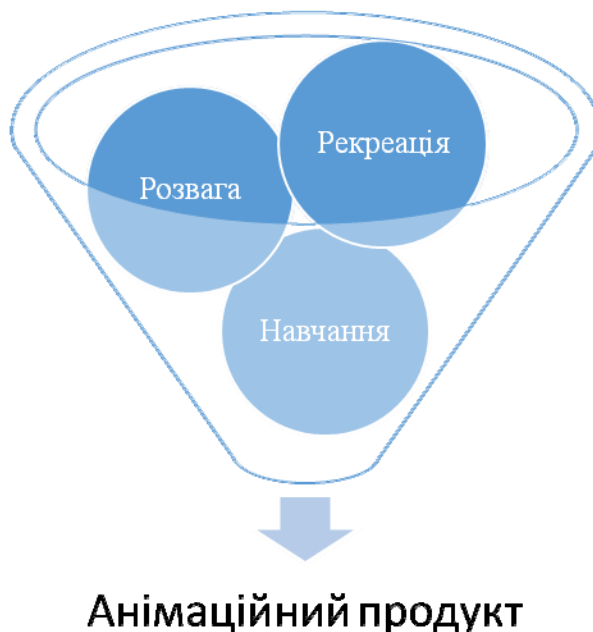 Рекреація
Розвага
Навчання
Анімаційний продукт